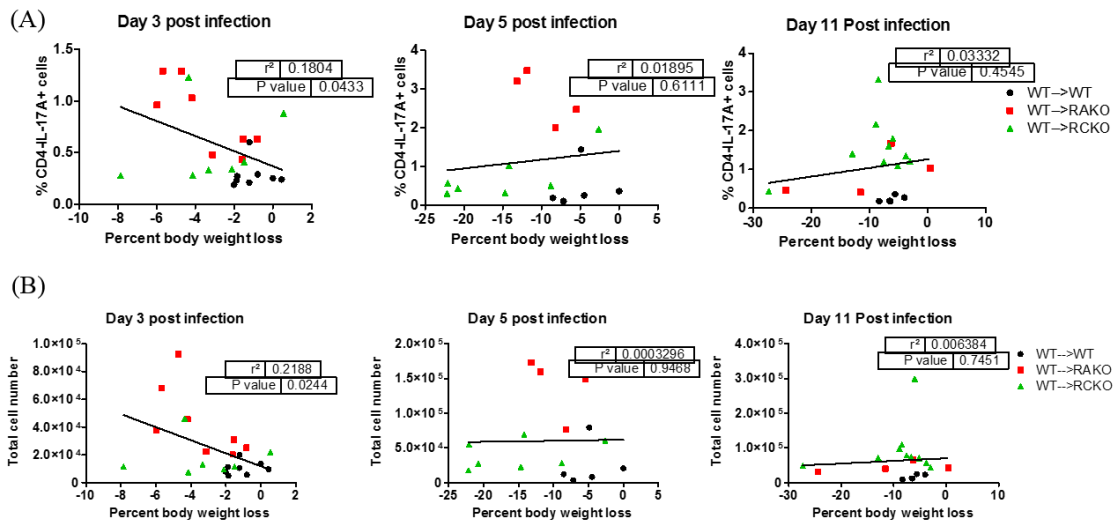 (A)
Day 3 post infection
Day 5 post infection
Day 11 Post infection
% CD4-IL-17A+ cells
1.5
1.0
0.5
0.0
-10 -8 -6 -4 -2 0 2
Percent body weight loss
r² 0.1804
P value 0.0433
% CD4-IL-17A+ cells
4
3
2
1
0
-25 -20 -15 -10 -5 0 5
Percent body weight loss
r² 0.01895
P value 0.6111
% CD4-IL-17A+ cells
4
3
2
1
0
-30 -20 -10 0 10
Percent body weight loss
r² 0.03332
P value 0.4545
WT-->WT
WT-->RAKO
WT-->RCKO
(B)
Day 3 post infection
Day 5 post infection
Day 11 Post infection
Total cell number
1.0×10⁵
8.0×10⁴
6.0×10⁴
4.0×10⁴
2.0×10⁴
0
-10 -8 -6 -4 -2 0 2
Percent body weight loss
r² 0.2188
P value 0.0244
Total cell number
2.0×10⁵
1.5×10⁵
1.0×10⁵
5.0×10⁴
0
-25 -20 -15 -10 -5 0 5
Percent body weight loss
r² 0.0003296
P value 0.9468
Total cell number
4.0×10⁵
3.0×10⁵
2.0×10⁵
1.0×10⁵
0
-30 -20 -10 0 10
Percent body weight loss
r² 0.006384
P value 0.7451
WT-->WT
WT-->RAKO
WT-->RCKO